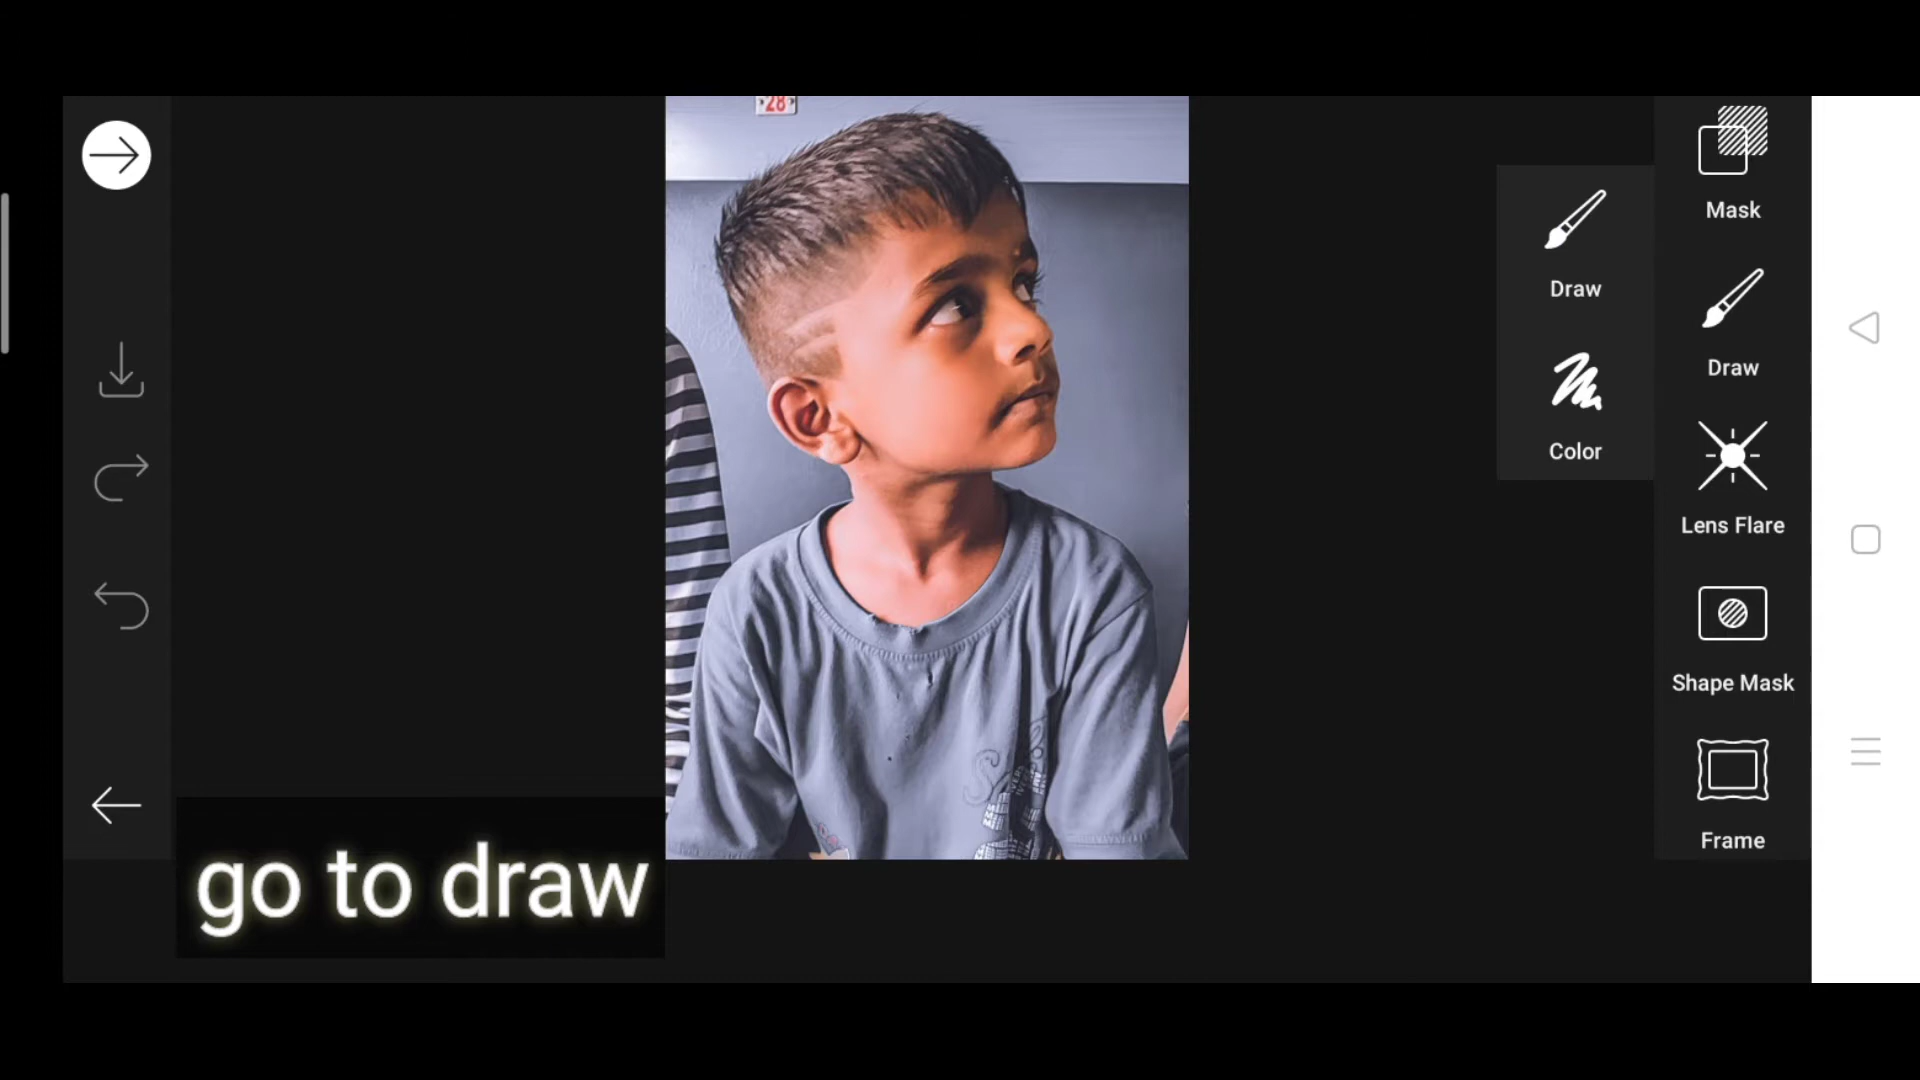 28
Mask
Draw
Draw
Color
Lens Flare
Shape Mask
Frame
go to draw